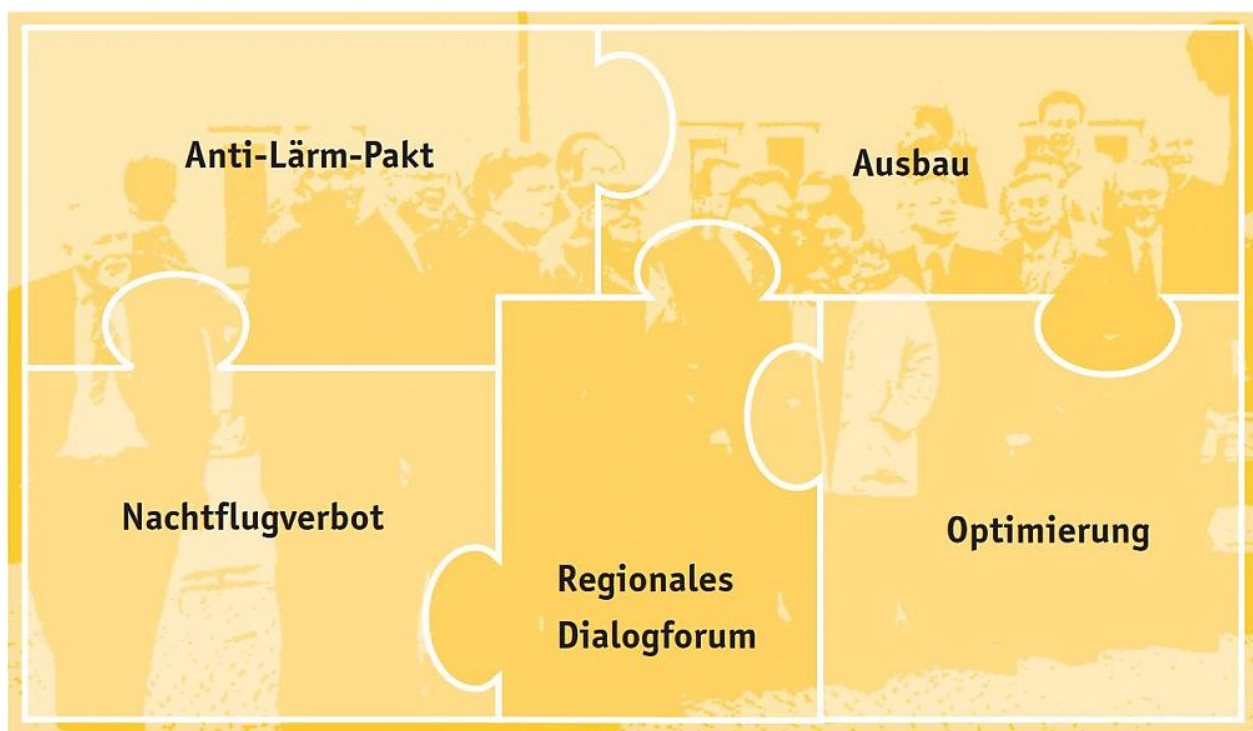 Anti-Lärm-Pakt
Ausbau
Nachtflugverbot
Regionales
Dialogforum
Optimierung